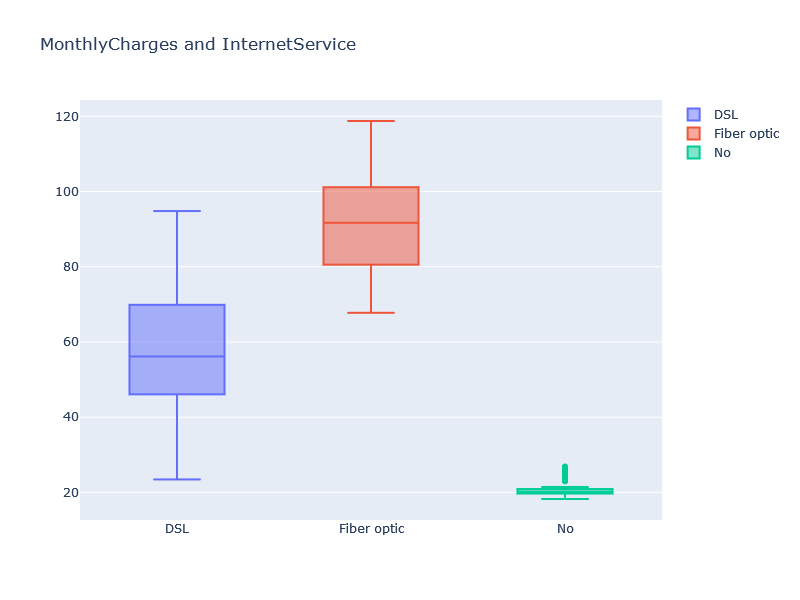 MonthlyCharges and InternetService
DSL
Fiber optic
No
120
100
80
60
40
20
DSL
Fiber optic
No